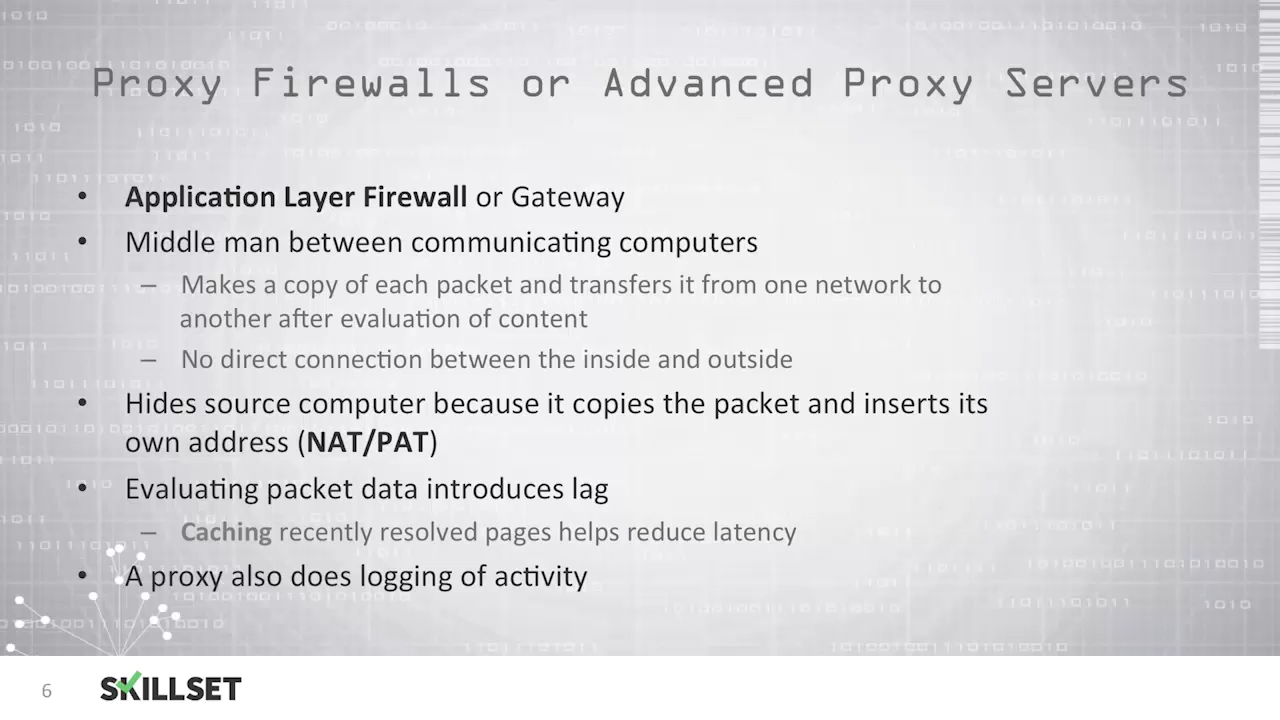 Proxy Firewalls or Advanced Proxy Servers
• Application Layer Firewall or Gateway
• Middle man between communicating computers
– Makes a copy of each packet and transfers it from one network to
another after evaluation of content
– No direct connection between the inside and outside
• Hides source computer because it copies the packet and inserts its
own address (NAT/PAT)
• Evaluating packet data introduces lag
– Caching recently resolved pages helps reduce latency
• A proxy also does logging of activity
6
SKILLSET